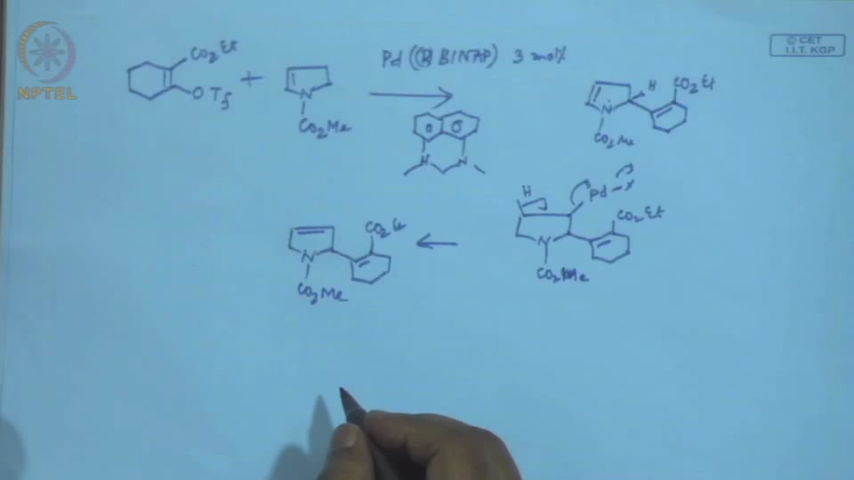 NPTEL
© CET
I.I.T. KGP
CO2Et
OTf
+
N
CO2Me
Pd (R BINAP) 3 mol%
N N
H
CO2Et
N
CO2Me
H
Pd-X
CO2Et
N
CO2Me
CO2Et
N
CO2Me